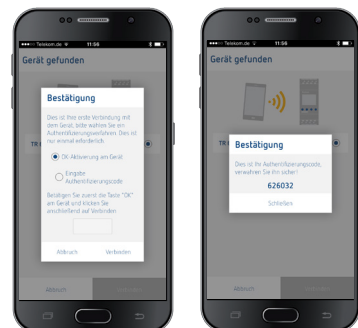 Telekom.de 11:56
Gerät gefunden
Bestätigung
Dies ist Ihre erste Verbindung mit
dem Gerät, bitte wählen Sie ein
Authentifizierungsverfahren. Dies ist
nur einmal erforderlich.
OK-Aktivierung am Gerät
Eingabe
Authentifizierungscode
Betätigen Sie zuerst die Taste "OK"
am Gerät und klicken Sie
anschließend auf Verbinden
Abbruch Verbinden
Abbruch
Telekom.de 11:56
Gerät gefunden
Bestätigung
Dies ist Ihr Authentifizierungscode,
verwahren Sie ihn sicher!
626032
Schließen
Abbruch